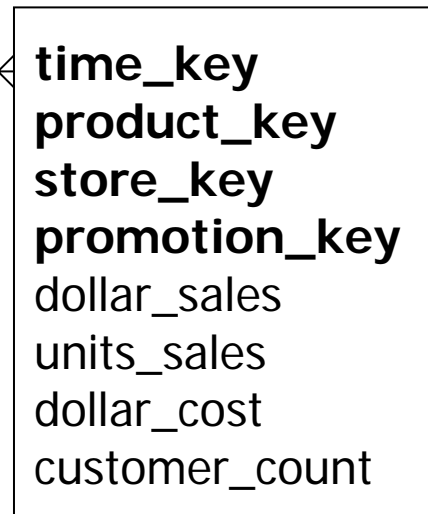 time_key
product_key
store_key
promotion_key
dollar_sales
units_sales
dollar_cost
customer_count